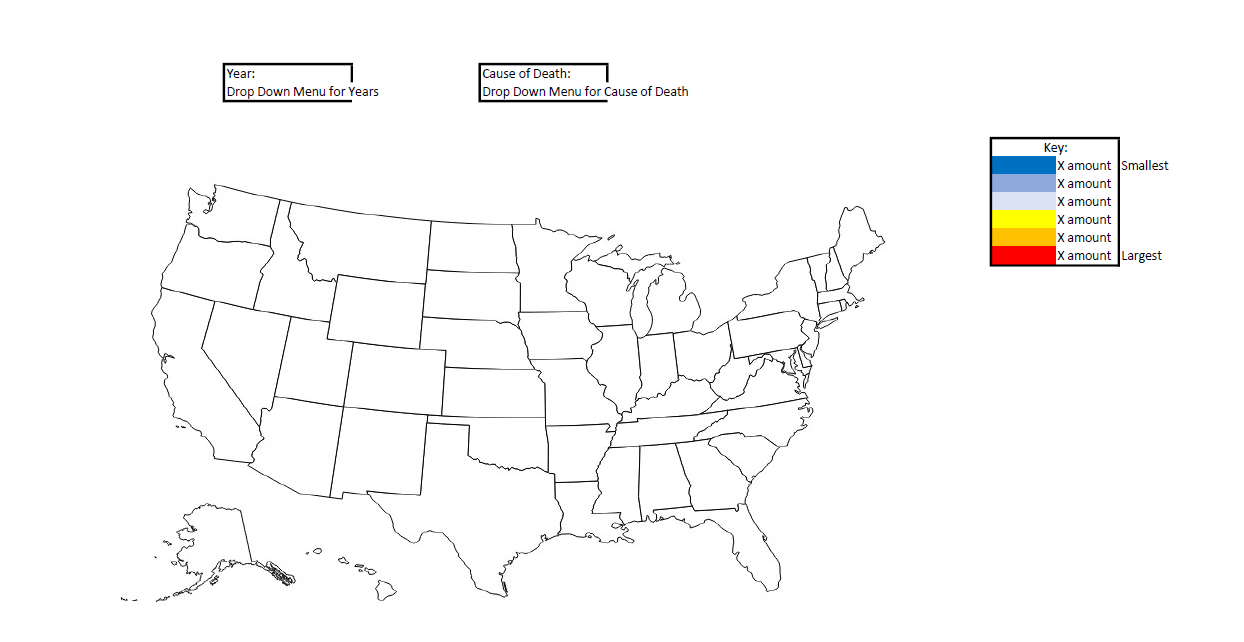 Year:
Drop Down Menu for Years
Cause of Death:
Drop Down Menu for Cause of Death
Key:
X amount Smallest
X amount
X amount
X amount
X amount
X amount Largest